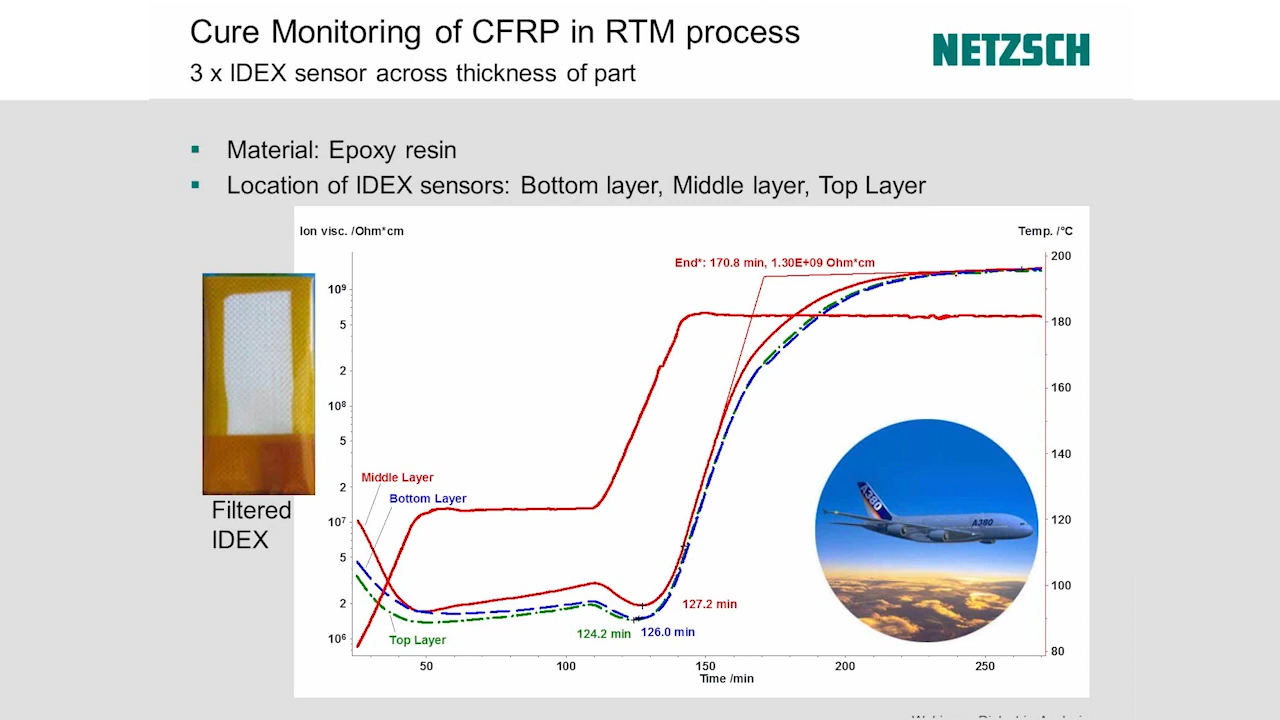 Cure Monitoring of CFRP in RTM process
3 x IDEX sensor across thickness of part
NETZSCH
▪ Material: Epoxy resin
▪ Location of IDEX sensors: Bottom layer, Middle layer, Top Layer
Ion visc. /Ohm*cm
Temp. /°C
End*: 170.8 min, 1.30E+09 Ohm*cm
200
10⁹
5
180
2
160
10⁸
5
140
Middle Layer
2
Bottom Layer
A380
A380
Filtered
IDEX
10⁷
120
5
100
2
127.2 min
124.2 min
126.0 min
Top Layer
10⁶
80
50
100
150
200
250
Time /min